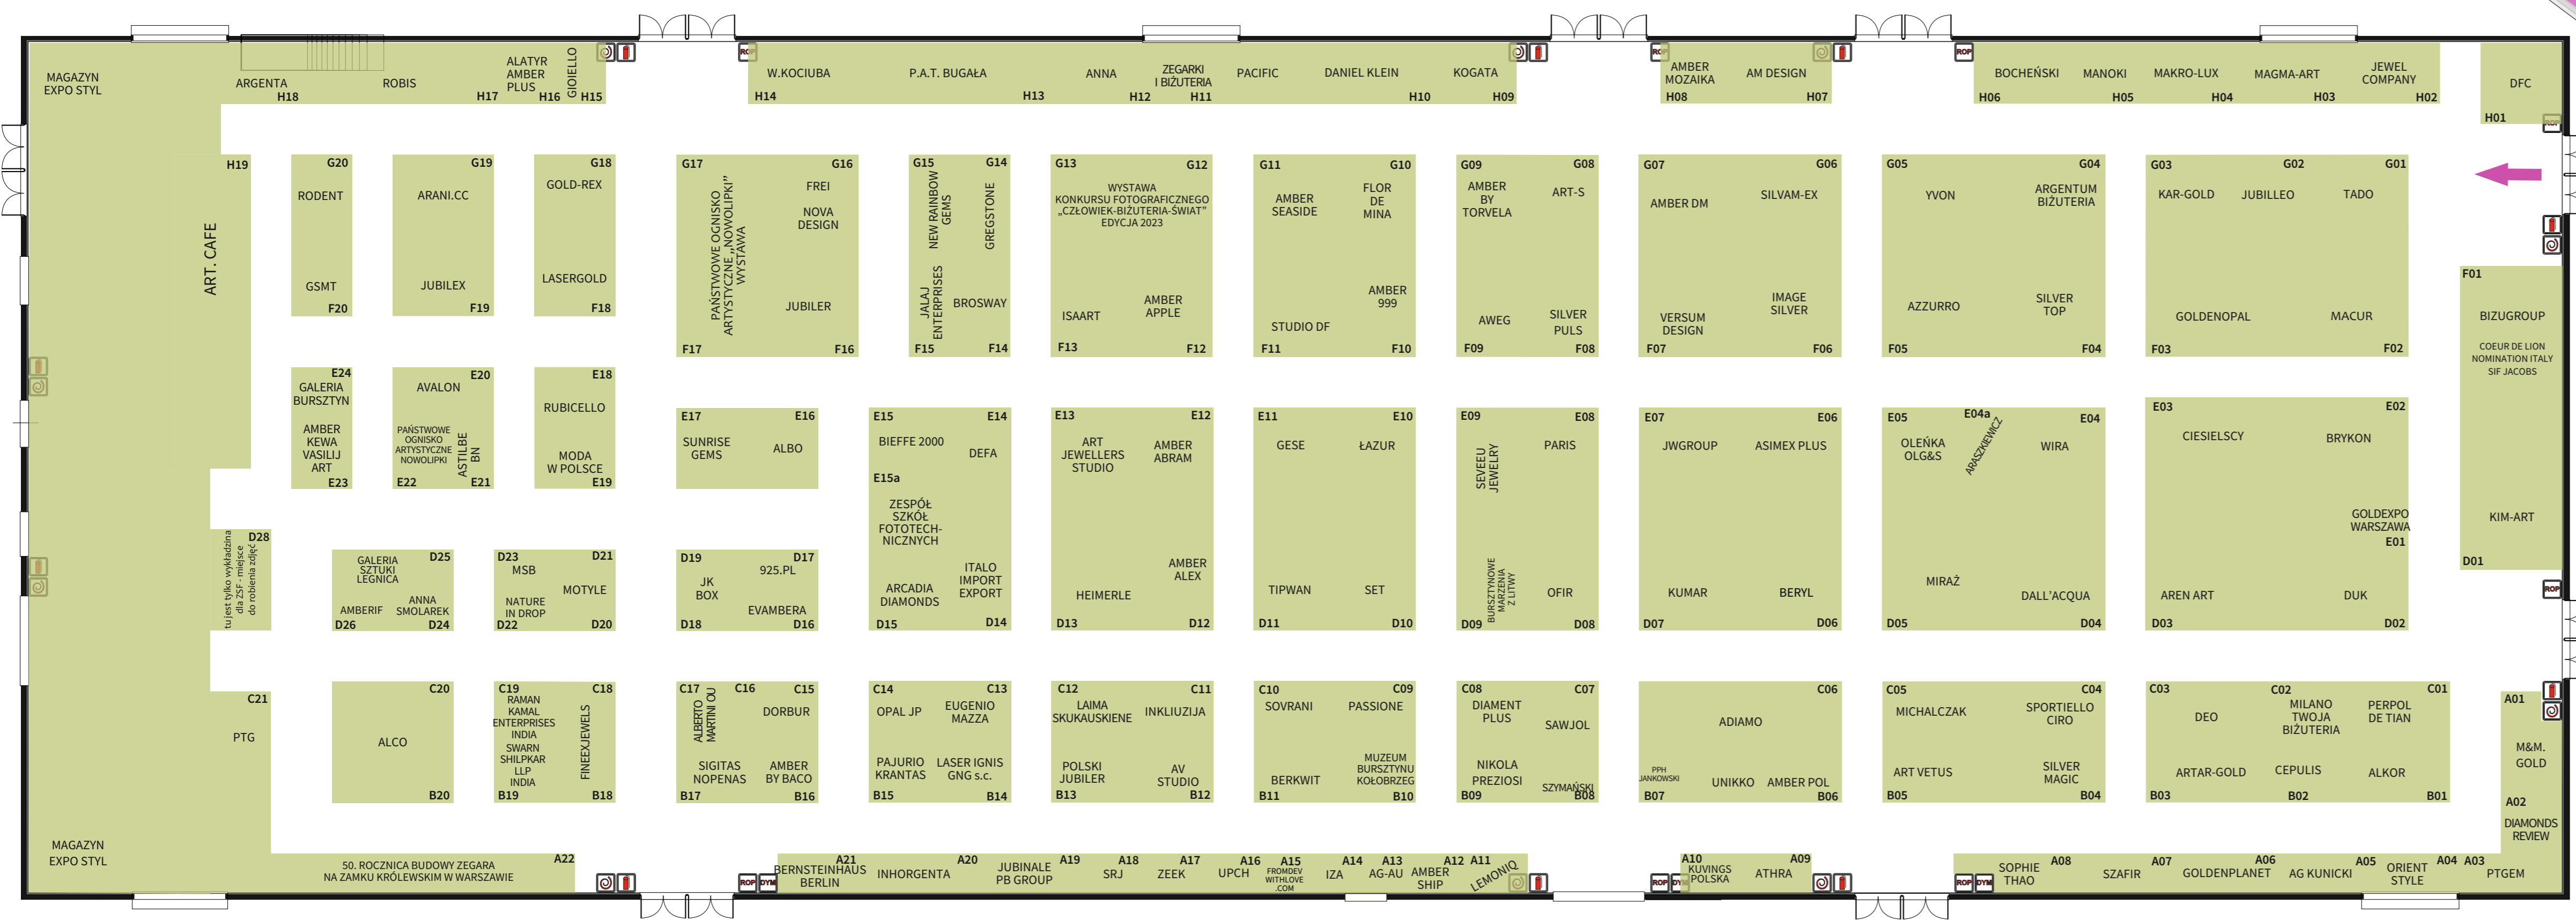 MAGAZYN
EXPO STYL
ARGENTA
H18
ROBIS
H17
ALATYR
AMBER
PLUS
H16
GIOIELLO
H15
ROP
W.KOCIUBA
H14
P.A.T. BUGAŁA
H13
ANNA
H12
ZEGARKI
I BIŻUTERIA
H11
PACIFIC
DANIEL KLEIN
H10
KOGATA
H09
ROP
AMBER
MOZAIKA
H08
AM DESIGN
H07
ROP
BOCHEŃSKI
H06
MANOKI
H05
MAKRO-LUX
H04
MAGMA-ART
H03
JEWEL
COMPANY
H02
DFC
H01
ROP
H19
ART. CAFE
G20
RODENT
GSMT
F20
G19
ARANI.CC
JUBILEX
F19
G18
GOLD-REX
LASERGOLD
F18
G17
G16
PAŃSTWOWE OGNISKO
ARTYSTYCZNE „NOWOLIPKI”
WYSTAWA
FREI
NOVA
DESIGN
JUBILER
F17
F16
G15
G14
NEW RAINBOW
GEMS
GREGSTONE
JALAJ
ENTERPRISES
BROSWAY
F15
F14
G13
G12
WYSTAWA
KONKURSU FOTOGRAFICZNEGO
„CZŁOWIEK-BIŻUTERIA-ŚWIAT”
EDYCJA 2023
ISAART
AMBER
APPLE
F13
F12
G11
G10
AMBER
SEASIDE
FLOR
DE
MINA
STUDIO DF
AMBER
999
F11
F10
G09
G08
AMBER
BY
TORVELA
ART-S
AWEG
SILVER
PULS
F09
F08
G07
G06
AMBER DM
SILVAM-EX
VERSUM
DESIGN
IMAGE
SILVER
F07
F06
G05
G04
YVON
ARGENTUM
BIŻUTERIA
AZZURRO
SILVER
TOP
F05
F04
G03
G02
G01
KAR-GOLD
JUBILLEO
TADO
GOLDENOPAL
MACUR
F03
F02
F01
BIZUGROUP
COEUR DE LION
NOMINATION ITALY
SIF JACOBS
KIM-ART
D01
ROP
E24
GALERIA
BURSZTYN
AMBER
KEWA
VASILIJ
ART
E23
E20
AVALON
PAŃSTWOWE
OGNISKO
ARTYSTYCZNE
NOWOLIPKI
ASTILBE
BN
E22
E21
E18
RUBICELLO
MODA
W POLSCE
E19
E17
E16
SUNRISE
GEMS
ALBO
E15
E14
BIEFFE 2000
DEFA
E15a
ZESPÓŁ
SZKÓŁ
FOTOTECH-
NICZNYCH
ARCADIA
DIAMONDS
ITALO
IMPORT
EXPORT
D15
D14
E13
E12
ART
JEWELLERS
STUDIO
AMBER
ABRAM
AMBER
ALEX
HEIMERLE
D13
D12
E11
E10
GESE
ŁAZUR
TIPWAN
SET
D11
D10
E09
E08
SEVEEU
JEWELRY
PARIS
BURSZTYNOWE
MARZENIA
Z LITWY
OFIR
D09
D08
E07
E06
JWGROUP
ASIMEX PLUS
KUMAR
BERYL
D07
D06
E05
E04a
E04
OLEŃKA
OLG&S
ARASZKIEWICZ
WIRA
MIRAŻ
DALL'ACQUA
D05
D04
E03
E02
CIESIELSCY
BRYKON
GOLDEXPO
WARSZAWA
E01
AREN ART
DUK
D03
D02
D28
tu jest tylko wykładzina
dla ZSF - miejsce
do robienia zdjęć
GALERIA
SZTUKI
LEGNICA
D25
AMBERIF
ANNA
SMOLAREK
D26
D24
D23
D21
MSB
MOTYLE
NATURE
IN DROP
D22
D20
D19
D17
JK
BOX
925.PL
EVAMBERA
D18
D16
C21
PTG
C20
ALCO
B20
C19
C18
RAMAN
KAMAL
ENTERPRISES
INDIA
SWARN
SHILPKAR
LLP
INDIA
FINEEXJEWELS
B19
B18
C17
C16
C15
ALBERTO
MARTINI OU
DORBUR
SIGITAS
NOPENAS
AMBER
BY BACO
B17
B16
C14
C13
OPAL JP
EUGENIO
MAZZA
PAJURIO
KRANTAS
LASER IGNIS
GNG s.c.
B15
B14
C12
C11
LAIMA
SKUKAUSKIENE
INKLIUZIJA
POLSKI
JUBILER
AV
STUDIO
B13
B12
C10
C09
SOVRANI
PASSIONE
BERKWIT
MUZEUM
BURSZTYNU
KOŁOBRZEG
B11
B10
C08
C07
DIAMENT
PLUS
SAWJOL
NIKOLA
PREZIOSI
SZYMAŃSKI
B09
B08
C06
ADIAMO
PPH
JANKOWSKI
UNIKKO
AMBER POL
B07
B06
C05
C04
MICHALCZAK
SPORTIELLO
CIRO
ART VETUS
SILVER
MAGIC
B05
B04
C03
C02
C01
DEO
MILANO
TWOJA
BIŻUTERIA
PERPOL
DE TIAN
ARTAR-GOLD
CEPULIS
ALKOR
B03
B02
B01
A01
M&M.
GOLD
A02
DIAMONDS
REVIEW
MAGAZYN
EXPO STYL
50. ROCZNICA BUDOWY ZEGARA
NA ZAMKU KRÓLEWSKIM W WARSZAWIE
A22
ROP
DYM
BERNSTEINHAUS
BERLIN
A21
INHORGENTA
A20
JUBINALE
PB GROUP
A19
SRJ
A18
ZEEK
A17
UPCH
A16
A15
FROMDEV
WITHLOVE
.COM
IZA
A14
AG-AU
A13
AMBER
SHIP
A12
A11
LEMONIQ
ROP
DYM
A10
KUVINGS
POLSKA
ATHRA
A09
ROP
DYM
SOPHIE
THAO
A08
SZAFIR
A07
GOLDENPLANET
A06
AG KUNICKI
A05
ORIENT
STYLE
A04
A03
PTGEM